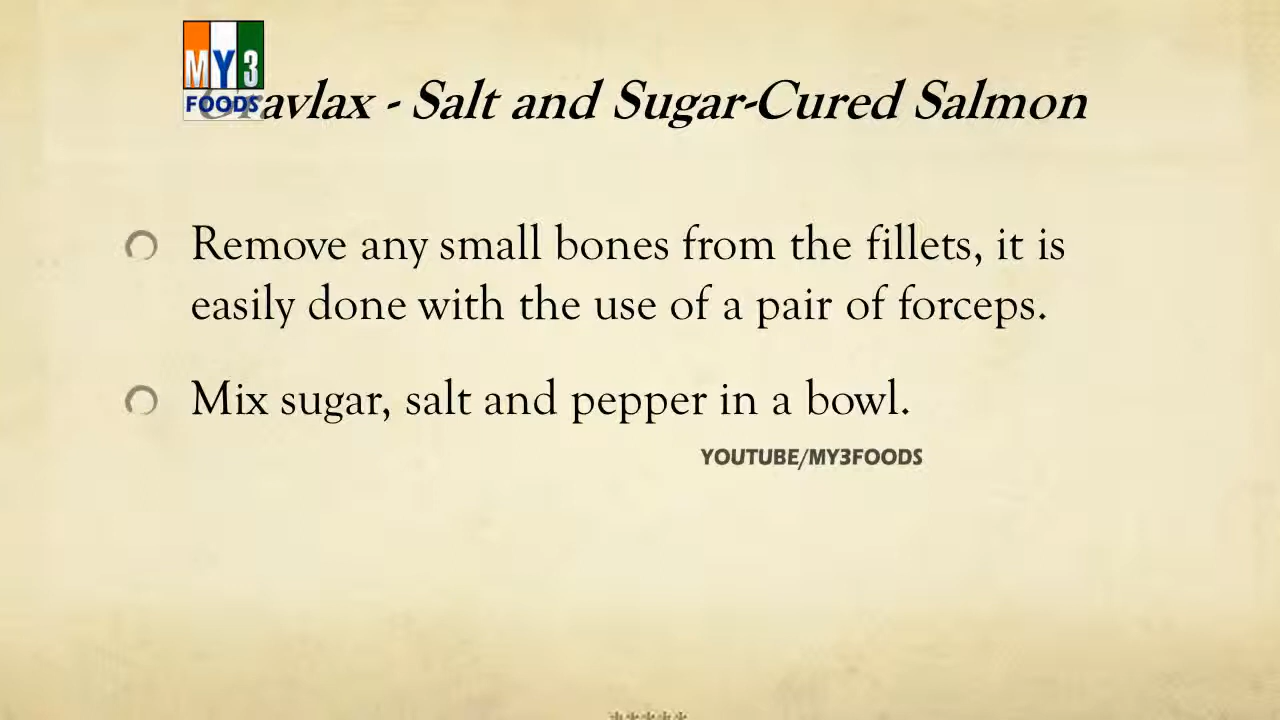 MY3
FOODS
Gravlax - Salt and Sugar-Cured Salmon
Remove any small bones from the fillets, it is
easily done with the use of a pair of forceps.
Mix sugar, salt and pepper in a bowl.
YOUTUBE/MY3FOODS